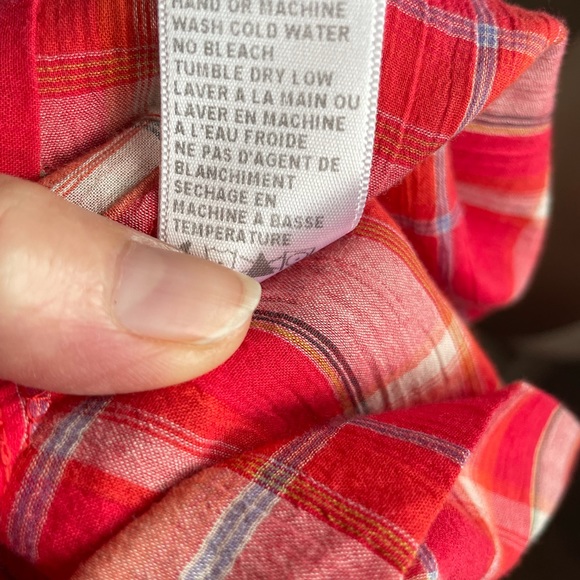 HAND OR MACHINE
WASH COLD WATER
NO BLEACH
TUMBLE DRY LOW
LAVER A LA MAIN OU
LAVER EN MACHINE
A L'EAU FROIDE
NE PAS D'AGENT DE
BLANCHIMENT
SECHAGE EN
MACHINE A BASSE
TEMPERATURE